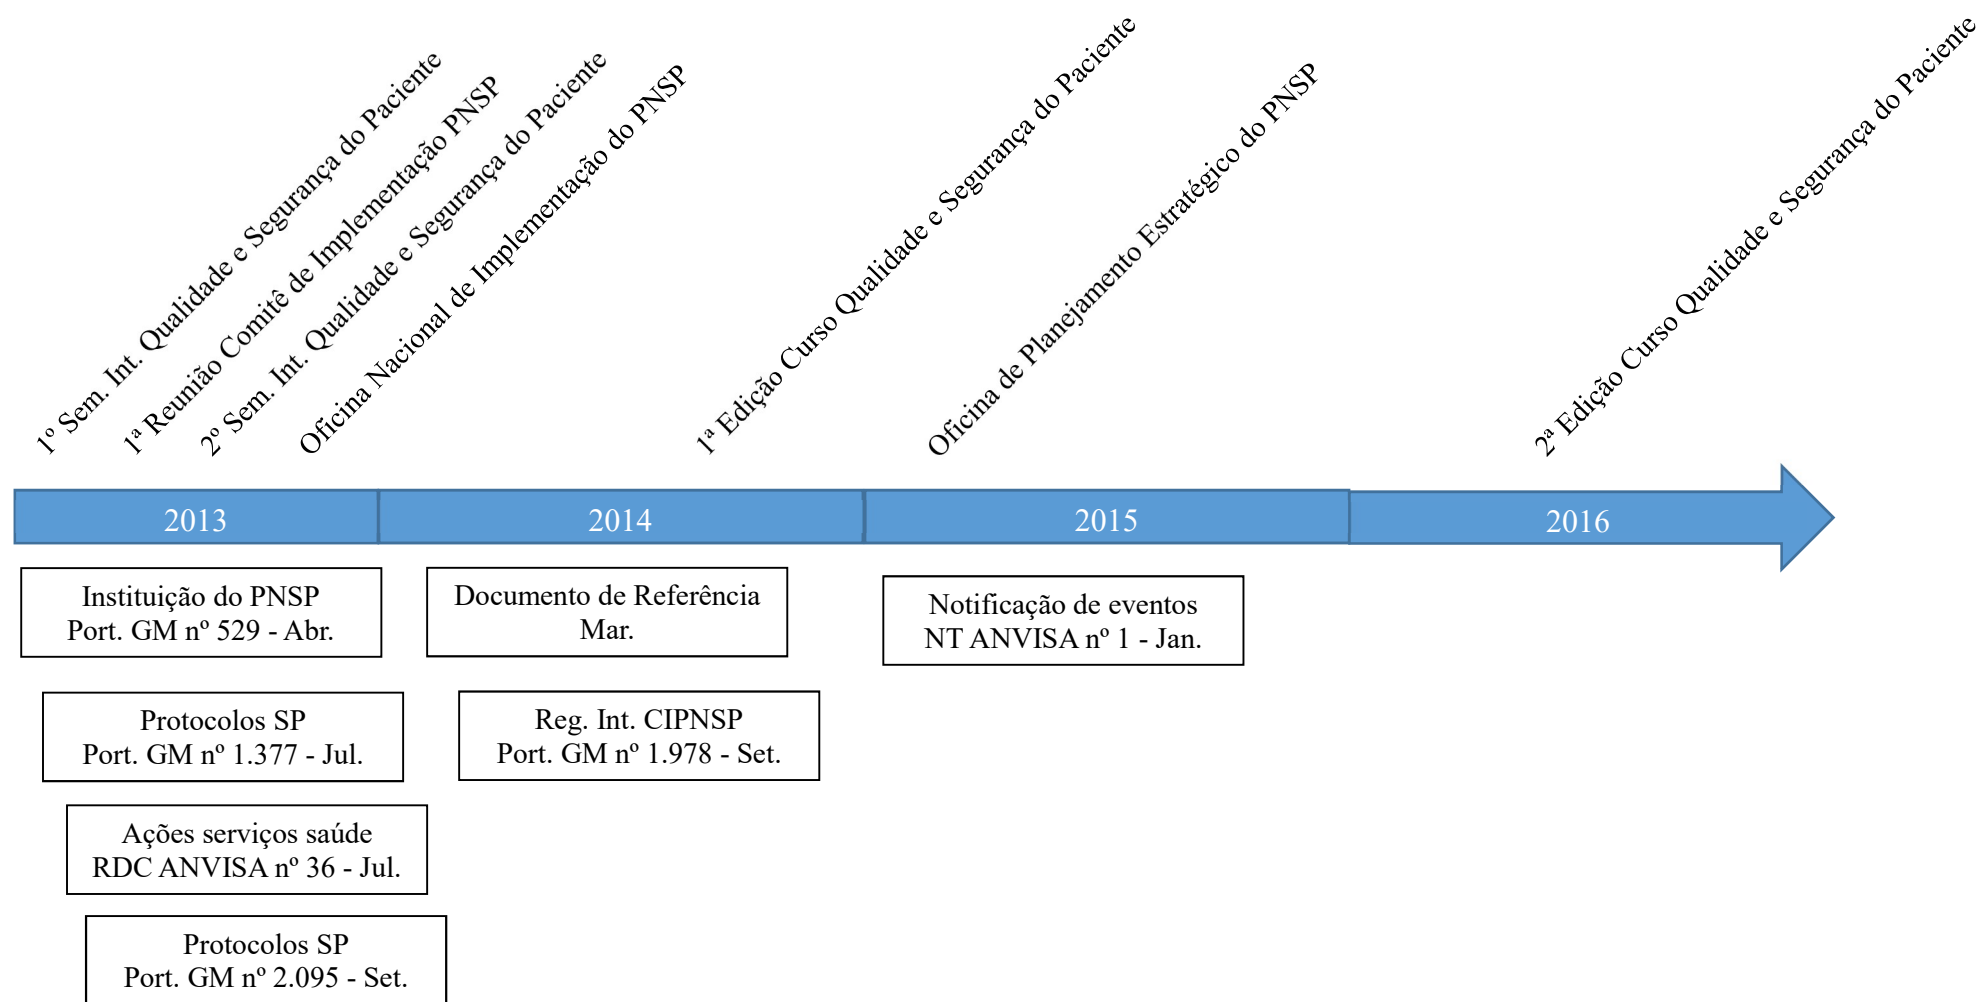 1º Sem. Int. Qualidade e Segurança do Paciente
1ª Reunião Comitê de Implementação PNSP
2º Sem. Int. Qualidade e Segurança do Paciente
Oficina Nacional de Implementação do PNSP
1ª Edição Curso Qualidade e Segurança do Paciente
Oficina de Planejamento Estratégico do PNSP
2ª Edição Curso Qualidade e Segurança do Paciente
2013
2014
2015
2016
Instituição do PNSP
Port. GM nº 529 - Abr.
Documento de Referência
Mar.
Notificação de eventos
NT ANVISA nº 1 - Jan.
Protocolos SP
Port. GM nº 1.377 - Jul.
Reg. Int. CIPNSP
Port. GM nº 1.978 - Set.
Ações serviços saúde
RDC ANVISA nº 36 - Jul.
Protocolos SP
Port. GM nº 2.095 - Set.